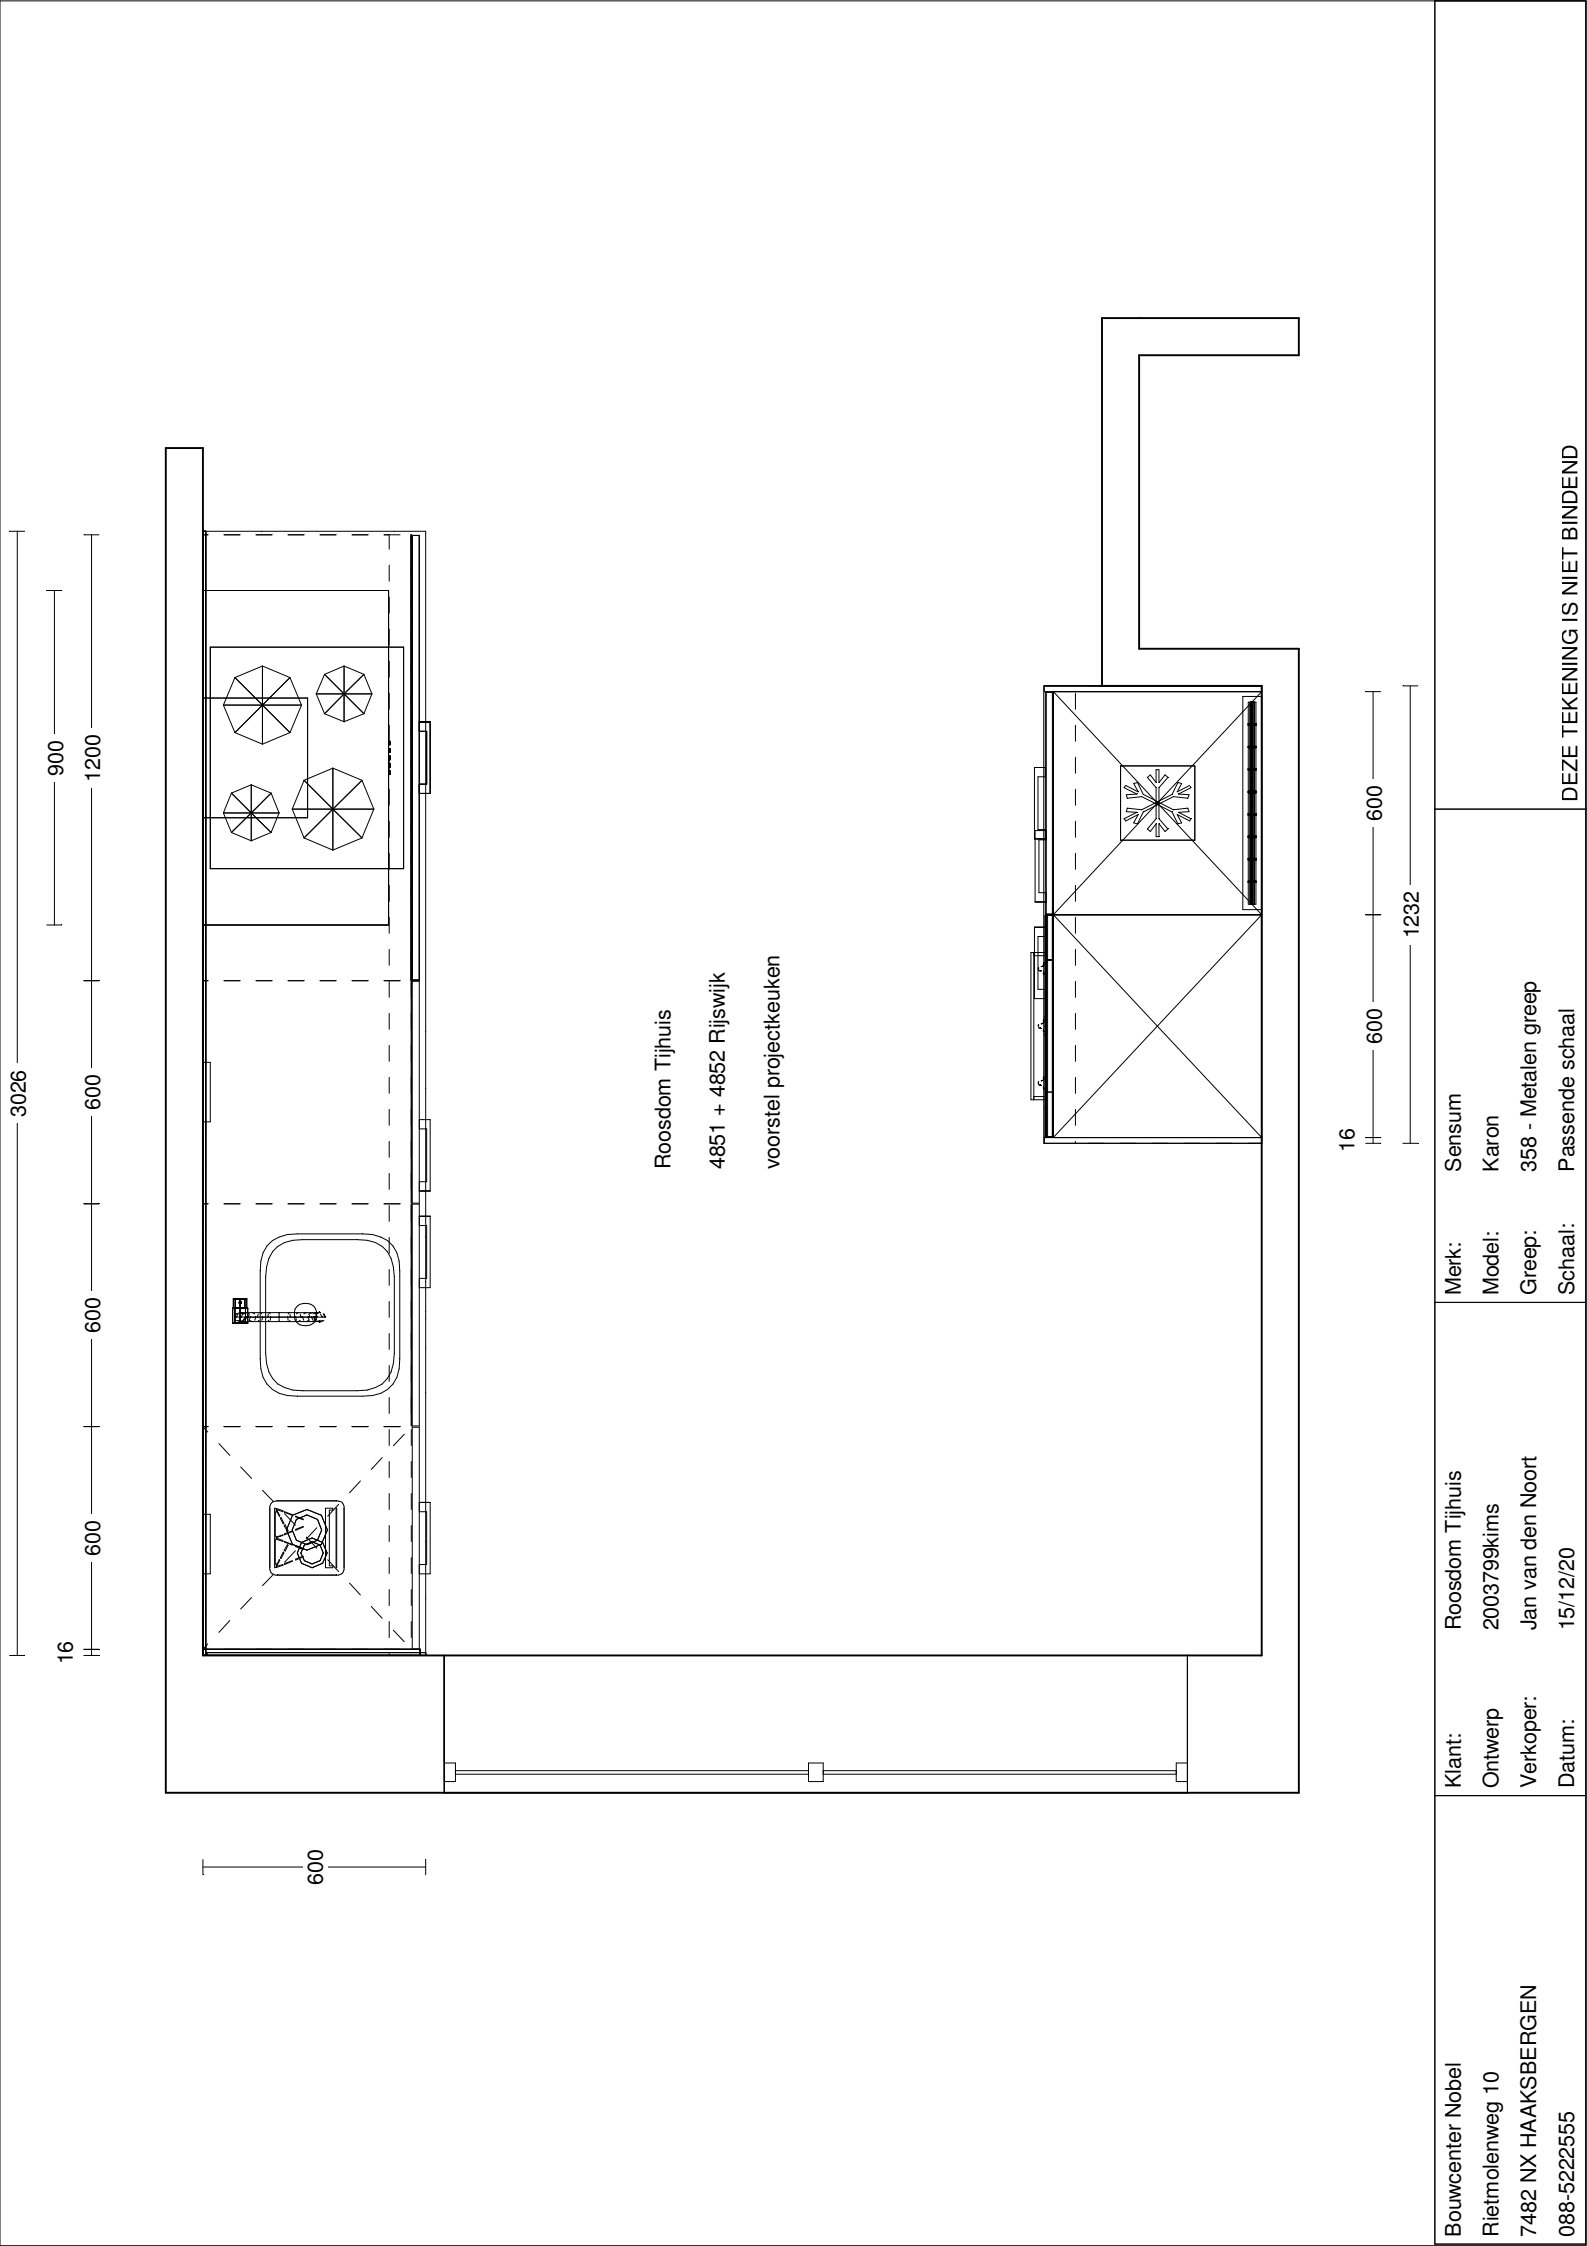 3026
900
16
600
600
600
1200
600
Roosdom Tijhuis
4851 + 4852 Rijswijk
voorstel projectkeuken
16
600
600
1232
Bouwcenter Nobel
Rietmolenweg 10
7482 NX HAAKSBERGEN
088-5222555
Klant: Roosdom Tijhuis
Ontwerp 2003799kims
Verkoper: Jan van den Noort
Datum: 15/12/20
Merk: Sensum
Model: Karon
Greep: 358 - Metalen greep
Schaal: Passende schaal
DEZE TEKENING IS NIET BINDEND